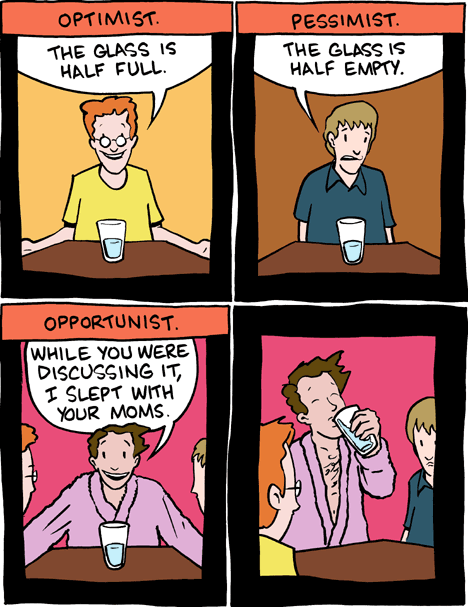 OPTIMIST.
THE GLASS IS
HALF FULL.
PESSIMIST.
THE GLASS IS
HALF EMPTY.
OPPORTUNIST.
WHILE YOU WERE
DISCUSSING IT,
I SLEPT WITH
YOUR MOMS.